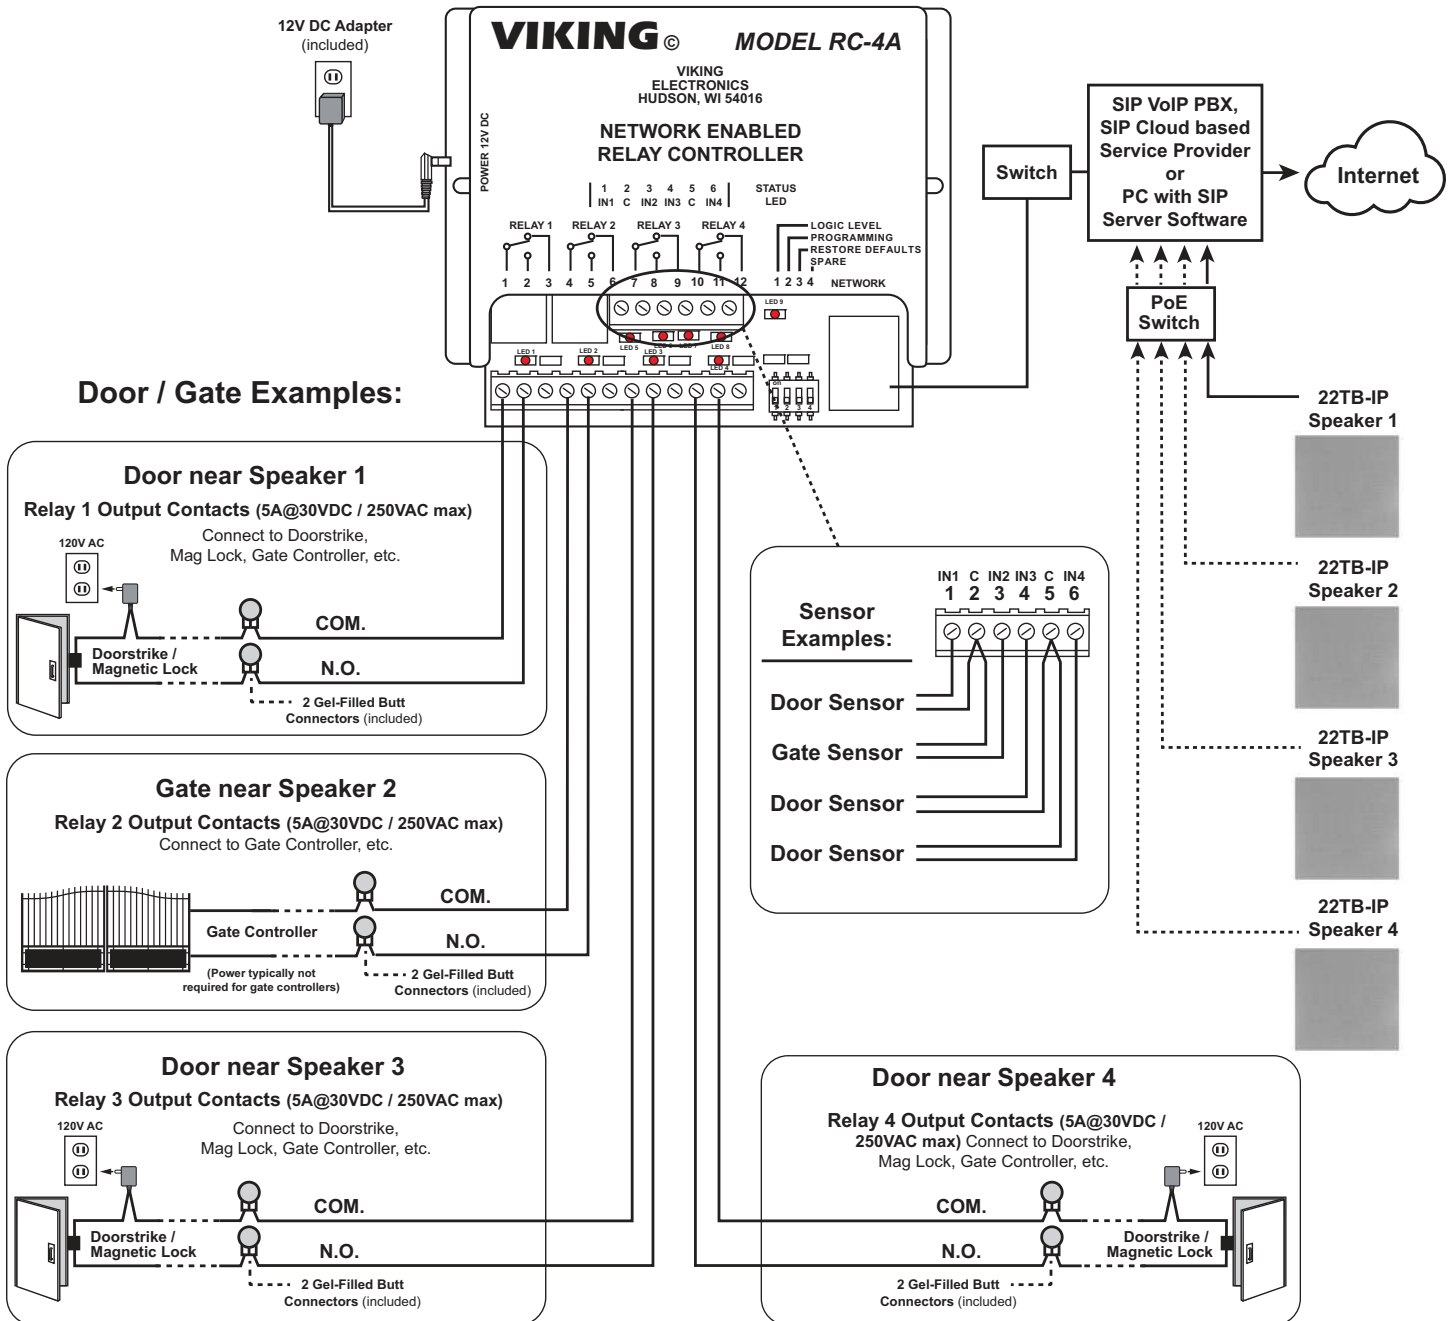 12V DC Adapter
(included)
VIKING © MODEL RC-4A
VIKING
ELECTRONICS
HUDSON, WI 54016
POWER 12V DC
NETWORK ENABLED
RELAY CONTROLLER
1 2 3 4 5 6
IN1 C IN2 IN3 C IN4
STATUS
LED
RELAY 1 RELAY 2 RELAY 3 RELAY 4
LOGIC LEVEL
PROGRAMMING
RESTORE DEFAULTS
SPARE
1 2 3 4 5 6 7 8 9 10 11 12
1 2 3 4
NETWORK
LED 9
LED 5
LED 8
LED 1
LED 2
LED 3
LED 4
on
1 2 3 4
Switch
SIP VoIP PBX,
SIP Cloud based
Service Provider
or
PC with SIP
Server Software
Internet
PoE
Switch
22TB-IP
Speaker 1
22TB-IP
Speaker 2
22TB-IP
Speaker 3
22TB-IP
Speaker 4
Door / Gate Examples:
Door near Speaker 1
Relay 1 Output Contacts (5A@30VDC / 250VAC max)
Connect to Doorstrike,
Mag Lock, Gate Controller, etc.
120V AC
COM.
Doorstrike /
Magnetic Lock
N.O.
2 Gel-Filled Butt
Connectors (included)
Sensor
Examples:
IN1 C IN2 IN3 C IN4
1 2 3 4 5 6
Door Sensor
Gate Sensor
Door Sensor
Door Sensor
Gate near Speaker 2
Relay 2 Output Contacts (5A@30VDC / 250VAC max)
Connect to Gate Controller, etc.
COM.
Gate Controller
N.O.
(Power typically not
required for gate controllers)
2 Gel-Filled Butt
Connectors (included)
Door near Speaker 3
Relay 3 Output Contacts (5A@30VDC / 250VAC max)
Connect to Doorstrike,
Mag Lock, Gate Controller, etc.
120V AC
COM.
Doorstrike /
Magnetic Lock
N.O.
2 Gel-Filled Butt
Connectors (included)
Door near Speaker 4
Relay 4 Output Contacts (5A@30VDC /
250VAC max) Connect to Doorstrike,
Mag Lock, Gate Controller, etc.
120V AC
COM.
Doorstrike /
Magnetic Lock
N.O.
2 Gel-Filled Butt
Connectors (included)